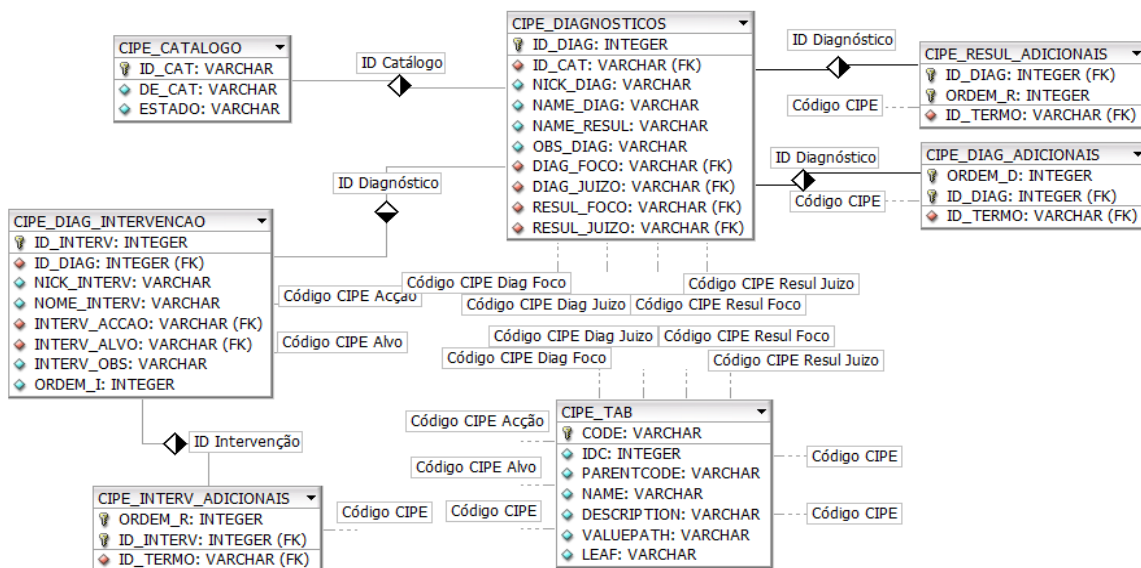 CIPE_CATALOGO
ID_CAT: VARCHAR
DE_CAT: VARCHAR
ESTADO: VARCHAR
ID Catálogo
CIPE_DIAGNOSTICOS
ID_DIAG: INTEGER
ID_CAT: VARCHAR (FK)
NICK_DIAG: VARCHAR
NAME_DIAG: VARCHAR
NAME_RESUL: VARCHAR
OBS_DIAG: VARCHAR
DIAG_FOCO: VARCHAR (FK)
DIAG_JUIZO: VARCHAR (FK)
RESUL_FOCO: VARCHAR (FK)
RESUL_JUIZO: VARCHAR (FK)
ID Diagnóstico
Código CIPE
CIPE_RESUL_ADICIONAIS
ID_DIAG: INTEGER (FK)
ORDEM_R: INTEGER
ID_TERMO: VARCHAR (FK)
ID Diagnóstico
Código CIPE
CIPE_DIAG_ADICIONAIS
ORDEM_D: INTEGER
ID_DIAG: INTEGER (FK)
ID_TERMO: VARCHAR (FK)
ID Diagnóstico
CIPE_DIAG_INTERVENCAO
ID_INTERV: INTEGER
ID_DIAG: INTEGER (FK)
NICK_INTERV: VARCHAR
NOME_INTERV: VARCHAR
INTERV_ACCAO: VARCHAR (FK)
INTERV_ALVO: VARCHAR (FK)
INTERV_OBS: VARCHAR
ORDEM_I: INTEGER
Código CIPE Acção
Código CIPE Alvo
Código CIPE Diag Foco
Código CIPE Resul Juizo
Código CIPE Diag Juizo
Código CIPE Resul Foco
Código CIPE Diag Juizo
Código CIPE Resul Foco
Código CIPE Diag Foco
Código CIPE Resul Juizo
ID Intervenção
CIPE_INTERV_ADICIONAIS
ORDEM_R: INTEGER
ID_INTERV: INTEGER (FK)
ID_TERMO: VARCHAR (FK)
Código CIPE
Código CIPE Acção
Código CIPE Alvo
Código CIPE
CIPE_TAB
CODE: VARCHAR
IDC: INTEGER
PARENTCODE: VARCHAR
NAME: VARCHAR
DESCRIPTION: VARCHAR
VALUEPATH: VARCHAR
LEAF: VARCHAR
Código CIPE
Código CIPE